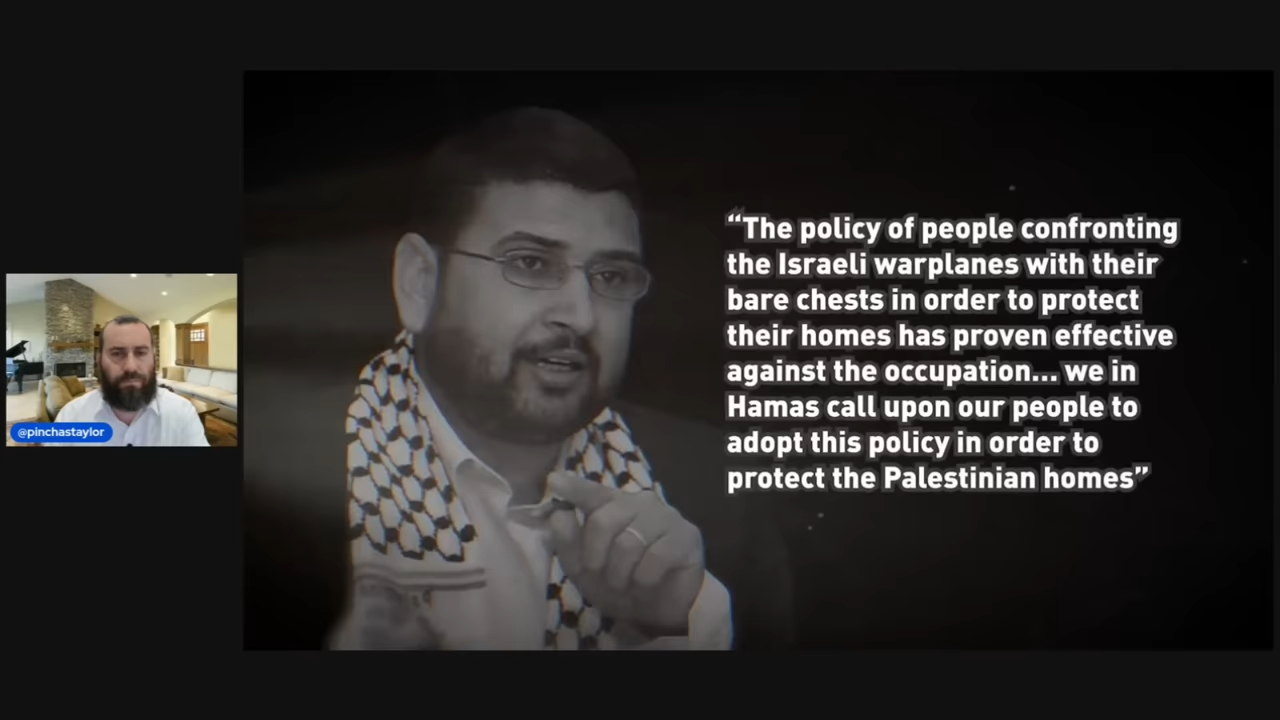 @pinchastaylor
“The policy of people confronting
the Israeli warplanes with their
bare chests in order to protect
their homes has proven effective
against the occupation... we in
Hamas call upon our people to
adopt this policy in order to
protect the Palestinian homes”